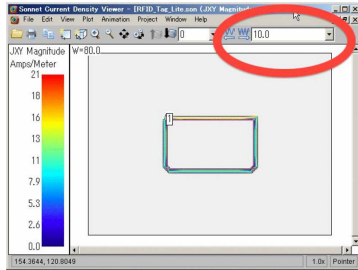 Sonnet Current Density Viewer - [RFID_Tag_Lite.son (JXY Magnitude)]
File Edit View Plot Animation Project Window Help
0 10.0
JXY Magnitude W=80.0
Amps/Meter
21
18
16
13
11
7.9
5.3
2.6
0.0
154.3644, 120.8049 1.0x Pointer